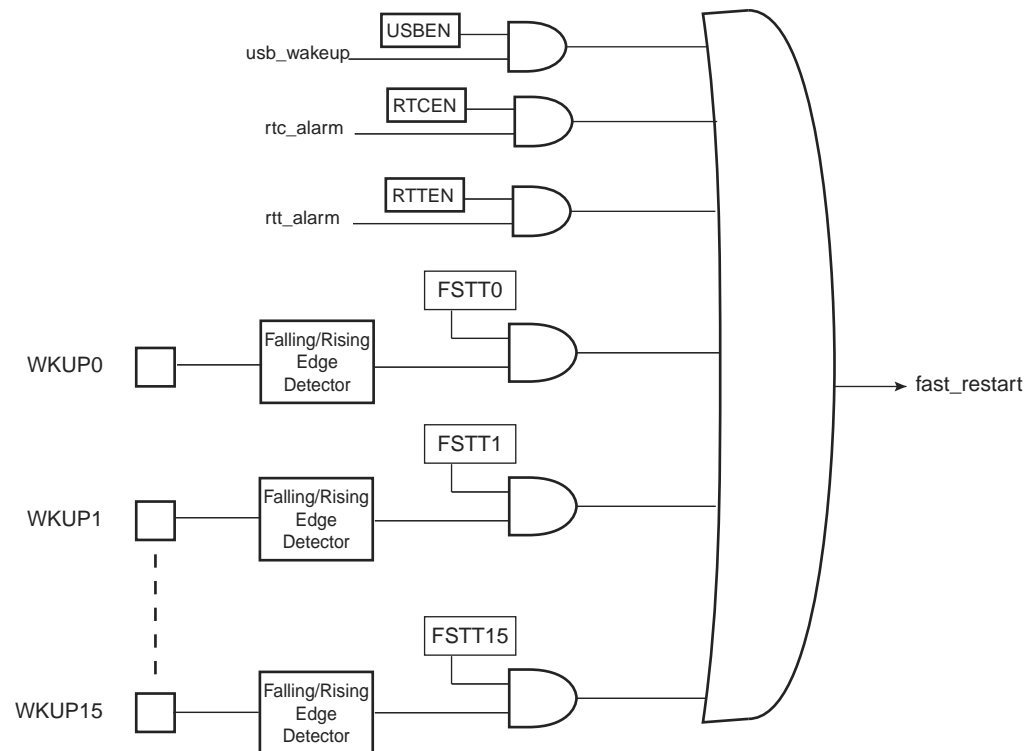 USBEN
usb_wakeup
RTCEN
rtc_alarm
RTTEN
rtt_alarm
FSTT0
WKUP0
Falling/Rising
Edge
Detector
fast_restart
FSTT1
WKUP1
Falling/Rising
Edge
Detector
FSTT15
WKUP15
Falling/Rising
Edge
Detector